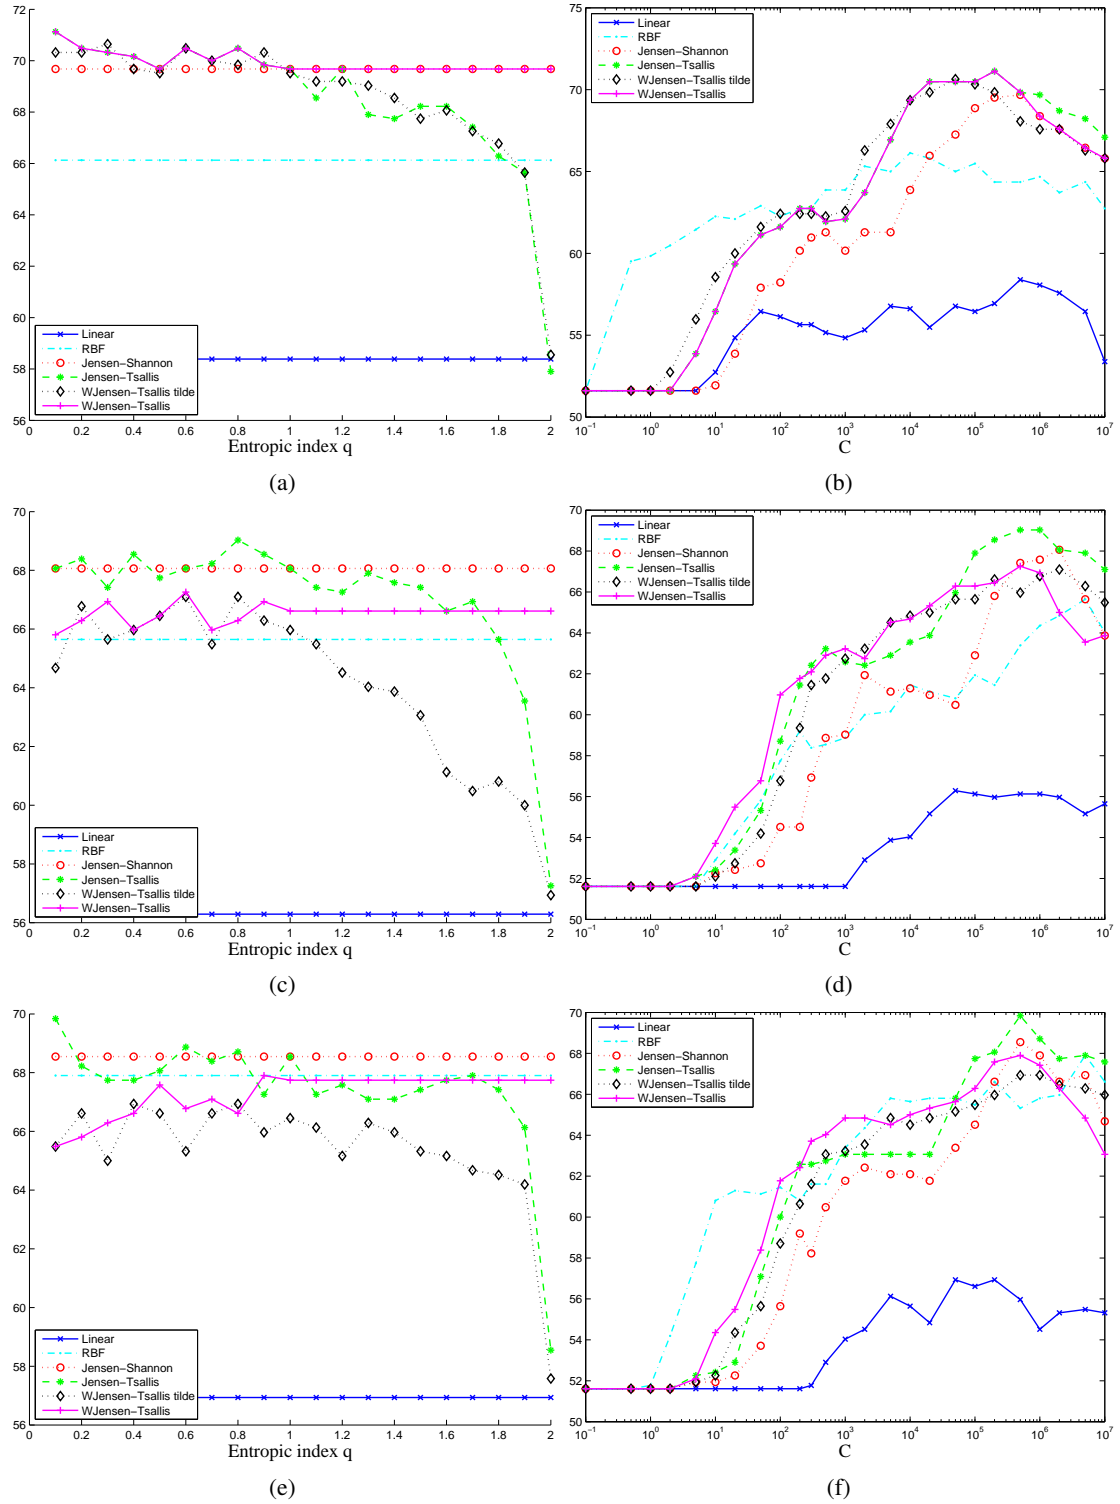 72
70
68
66
64
62
60
58
56
0 0.2 0.4 0.6 0.8 1 1.2 1.4 1.6 1.8 2
Linear
RBF
Jensen−Shannon
Jensen−Tsallis
WJensen−Tsallis tilde
WJensen−Tsallis
Entropic index q
(a)
75
70
65
60
55
50
10^-1 10^0 10^1 10^2 10^3 10^4 10^5 10^6 10^7
Linear
RBF
Jensen−Shannon
Jensen−Tsallis
WJensen−Tsallis tilde
WJensen−Tsallis
C
(b)
70
68
66
64
62
60
58
56
0 0.2 0.4 0.6 0.8 1 1.2 1.4 1.6 1.8 2
Linear
RBF
Jensen−Shannon
Jensen−Tsallis
WJensen−Tsallis tilde
WJensen−Tsallis
Entropic index q
(c)
70
68
66
64
62
60
58
56
54
52
50
10^-1 10^0 10^1 10^2 10^3 10^4 10^5 10^6 10^7
Linear
RBF
Jensen−Shannon
Jensen−Tsallis
WJensen−Tsallis tilde
WJensen−Tsallis
C
(d)
70
68
66
64
62
60
58
56
0 0.2 0.4 0.6 0.8 1 1.2 1.4 1.6 1.8 2
Linear
RBF
Jensen−Shannon
Jensen−Tsallis
WJensen−Tsallis tilde
WJensen−Tsallis
Entropic index q
(e)
70
68
66
64
62
60
58
56
54
52
50
10^-1 10^0 10^1 10^2 10^3 10^4 10^5 10^6 10^7
Linear
RBF
Jensen−Shannon
Jensen−Tsallis
WJensen−Tsallis tilde
WJensen−Tsallis
C
(f)